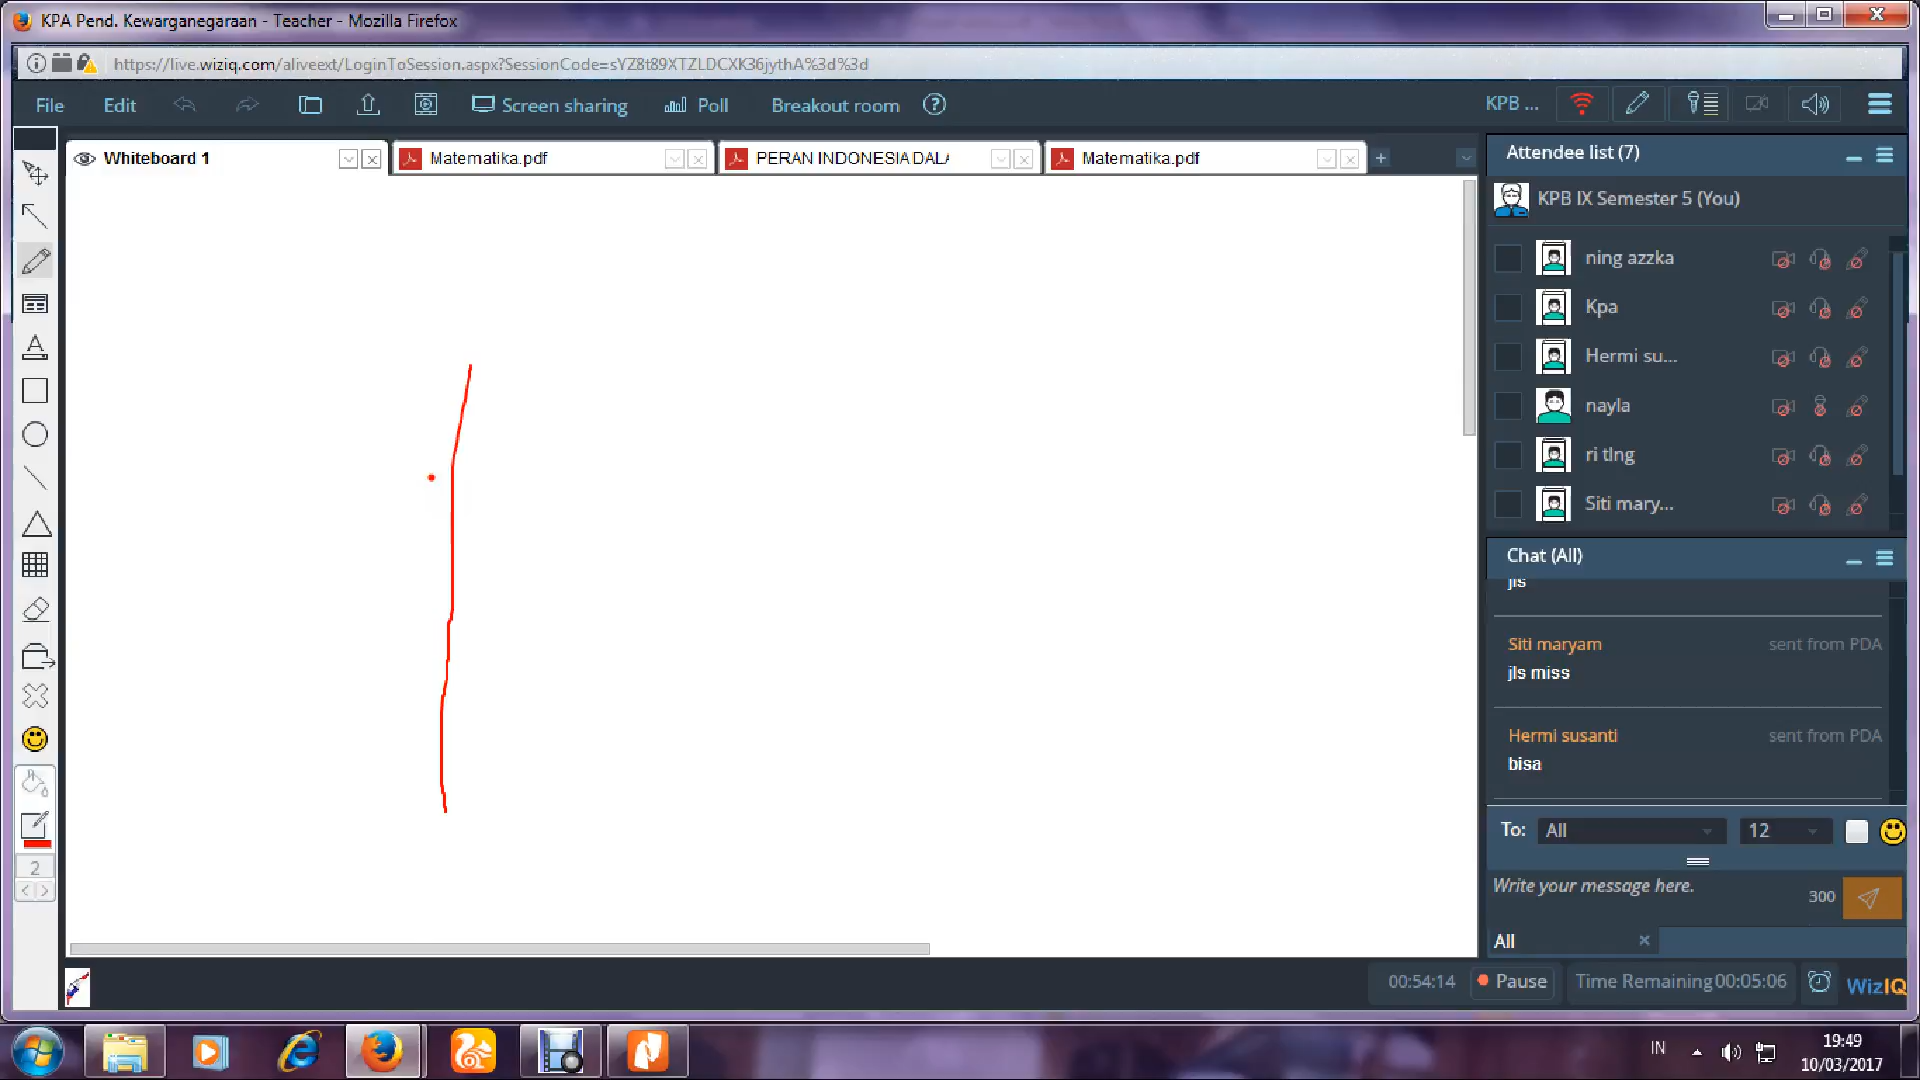 KPA Pend. Kewarganegaraan - Teacher - Mozilla Firefox
https://live.wiziq.com/aliveext/LoginToSession.aspx?SessionCode=sYZ8t89XTZLDCXK36jythA%3d%3d
File Edit Screen sharing Poll Breakout room ? KPB ...
Whiteboard 1 Matematika.pdf PERAN INDONESIA DALA Matematika.pdf +
Attendee list (7)
KPB IX Semester 5 (You)
ning azzka
Kpa
Hermi su...
nayla
ri tlng
Siti mary...
Chat (All)
jls
Siti maryam sent from PDA
jls miss
Hermi susanti sent from PDA
bisa
To: All 12
Write your message here. 300
All
2
00:54:14 Pause Time Remaining 00:05:06 WizIQ
IN 19:49
10/03/2017